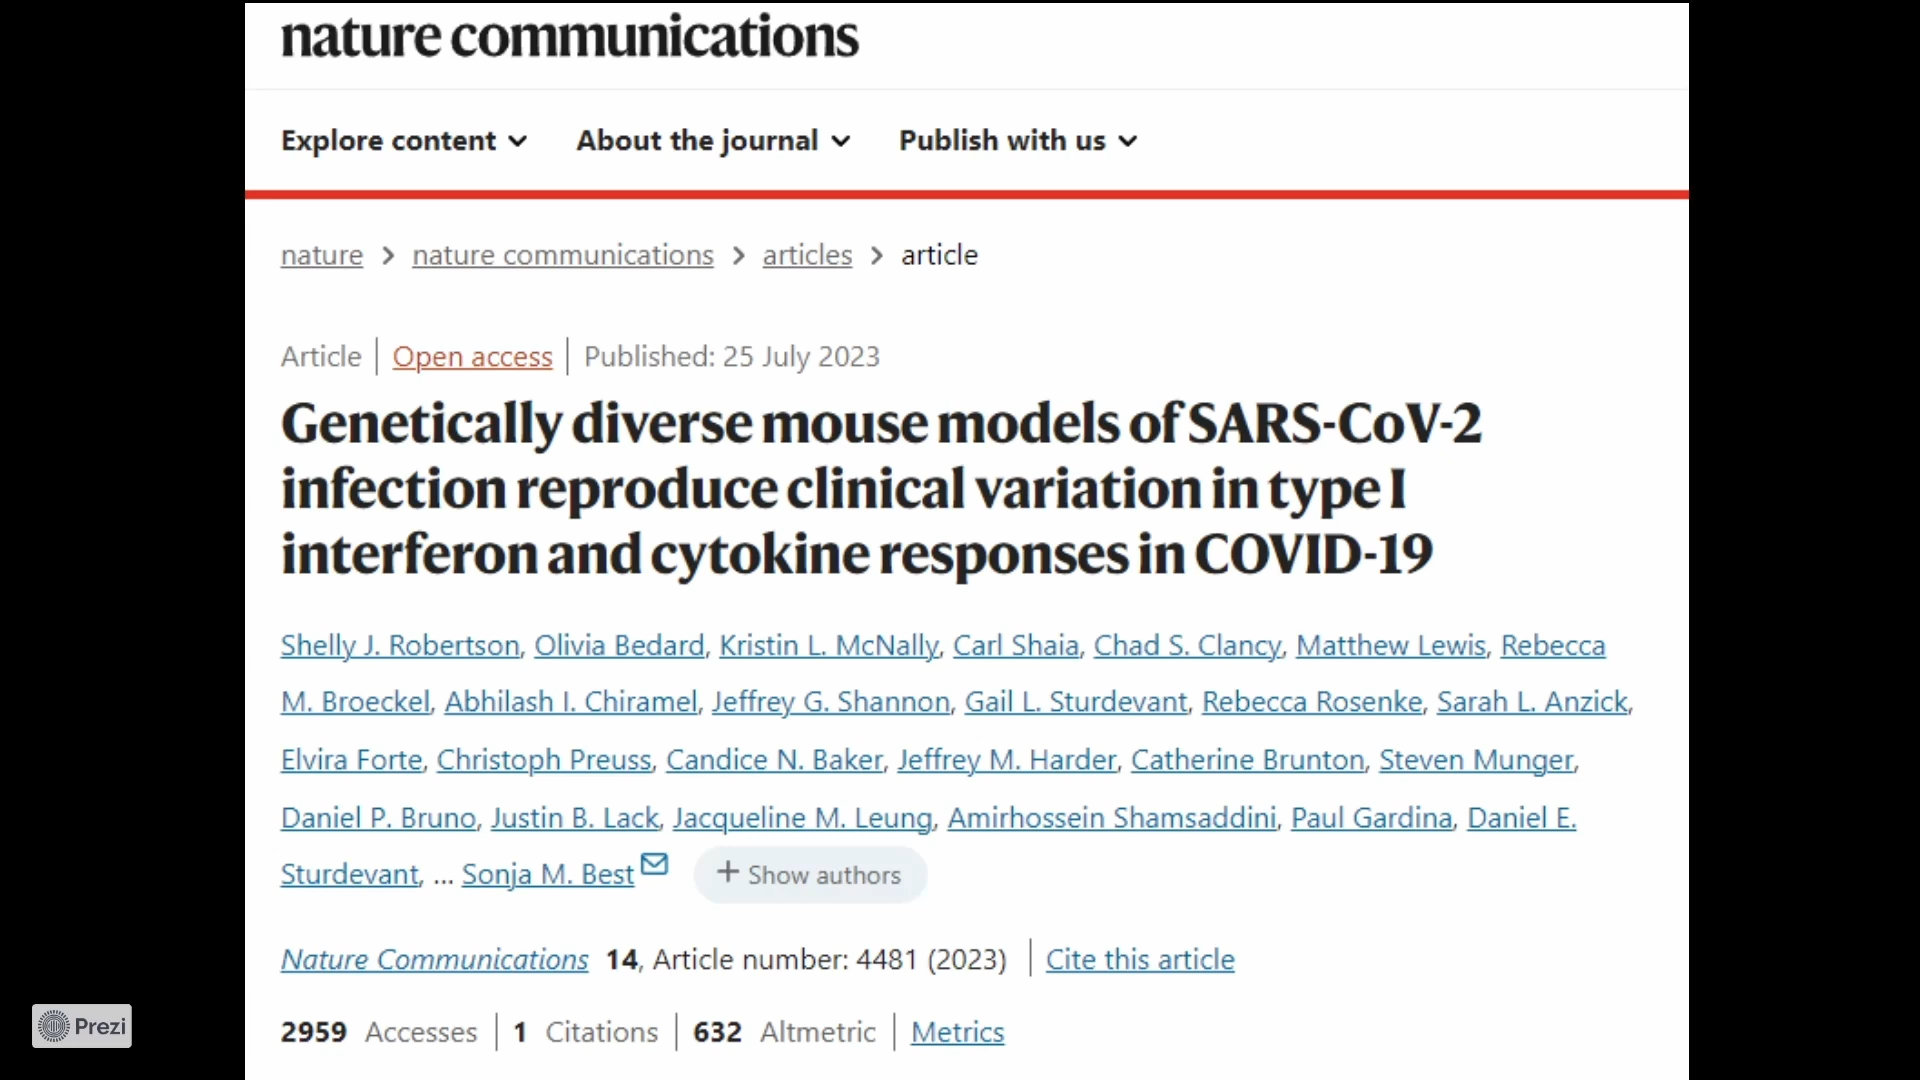 nature communications
Explore content About the journal Publish with us
nature > nature communications > articles > article
Article | Open access | Published: 25 July 2023
Genetically diverse mouse models of SARS-CoV-2
infection reproduce clinical variation in type I
interferon and cytokine responses in COVID-19
Shelly J. Robertson, Olivia Bedard, Kristin L. McNally, Carl Shaia, Chad S. Clancy, Matthew Lewis, Rebecca
M. Broeckel, Abhilash I. Chiramel, Jeffrey G. Shannon, Gail L. Sturdevant, Rebecca Rosenke, Sarah L. Anzick,
Elvira Forte, Christoph Preuss, Candice N. Baker, Jeffrey M. Harder, Catherine Brunton, Steven Munger,
Daniel P. Bruno, Justin B. Lack, Jacqueline M. Leung, Amirhossein Shamsaddini, Paul Gardina, Daniel E.
Sturdevant, ... Sonja M. Best + Show authors
Nature Communications 14, Article number: 4481 (2023) | Cite this article
2959 Accesses | 1 Citations | 632 Altmetric | Metrics
Prezi